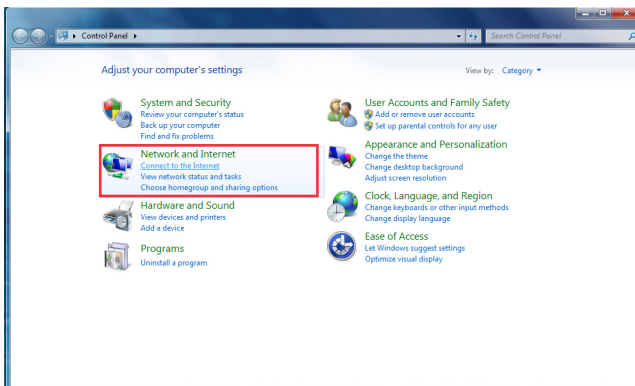 Control Panel
Search Control Panel
Adjust your computer's settings
View by: Category
System and Security
Review your computer's status
Back up your computer
Find and fix problems
Network and Internet
Connect to the Internet
View network status and tasks
Choose homegroup and sharing options
Hardware and Sound
View devices and printers
Add a device
Programs
Uninstall a program
User Accounts and Family Safety
Add or remove user accounts
Set up parental controls for any user
Appearance and Personalization
Change the theme
Change desktop background
Adjust screen resolution
Clock, Language, and Region
Change keyboards or other input methods
Change display language
Ease of Access
Let Windows suggest settings
Optimize visual display